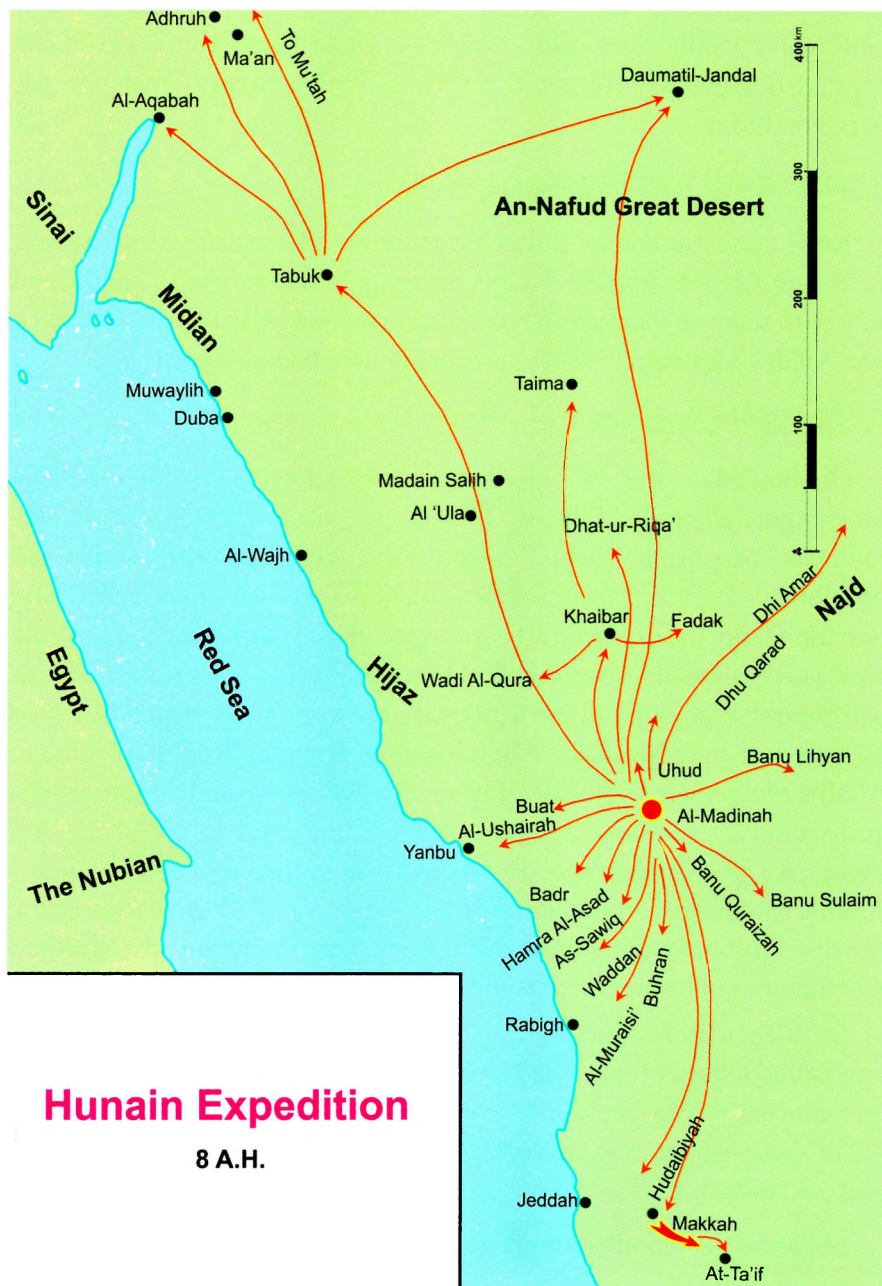 Adhruh
Ma'an
To Mu'tah
Al-Aqabah
Daumatil-Jandal
400 km
300
200
100
Sinai
An-Nafud Great Desert
Tabuk
Midian
Muwaylih
Duba
Taima
Madain Salih
Al 'Ula
Dhat-ur-Riqa'
Al-Wajh
Khaibar
Fadak
Dhi Amar
Najd
Dhu Qarad
Wadi Al-Qura
Hijaz
Red Sea
Egypt
Uhud
Banu Lihyan
Buat
Al-Madinah
Al-Ushairah
Yanbu
The Nubian
Badr
Banu Quraizah
Banu Sulaim
Hamra Al-Asad
As-Sawiq
Waddan
Buhran
Al-Muraisi'
Rabigh
Hunain Expedition
8 A.H.
Hudaibiyah
Jeddah
Makkah
At-Ta'if